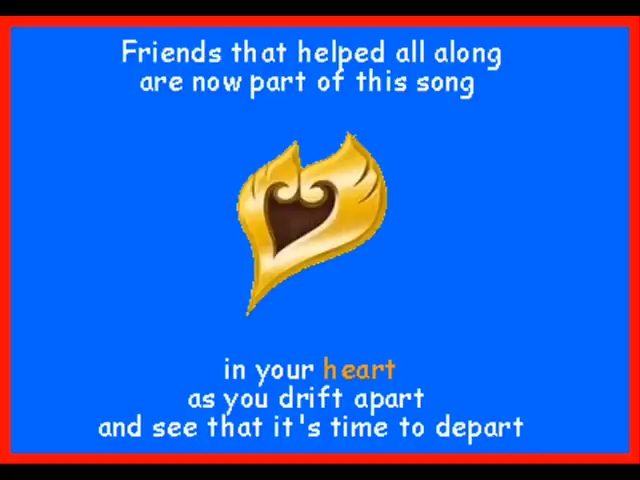 Friends that helped all along
are now part of this song
in your heart
as you drift apart
and see that it's time to depart